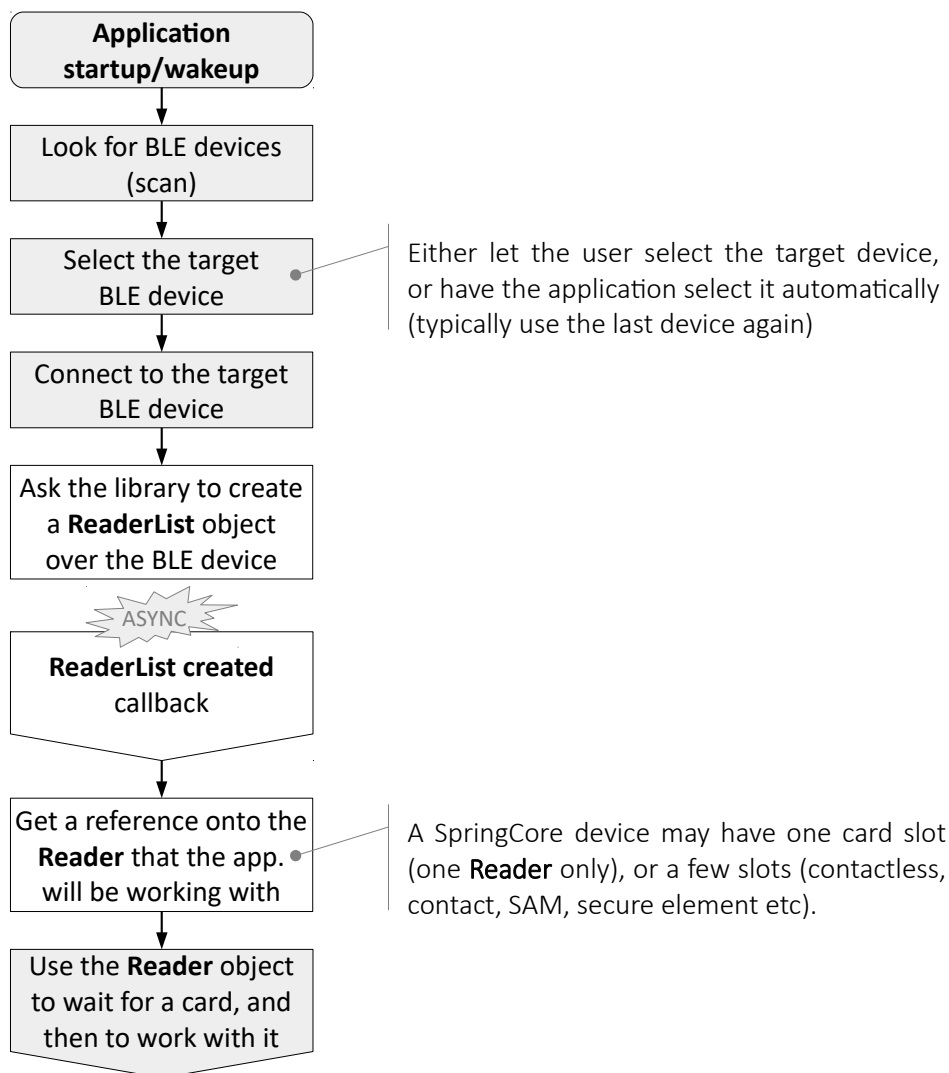 Application
startup/wakeup
Look for BLE devices
(scan)
Select the target
BLE device
Either let the user select the target device,
or have the application select it automatically
(typically use the last device again)
Connect to the target
BLE device
Ask the library to create
a ReaderList object
over the BLE device
ASYNC
ReaderList created
callback
Get a reference onto the
Reader that the app.
will be working with
A SpringCore device may have one card slot
(one Reader only), or a few slots (contactless,
contact, SAM, secure element etc).
Use the Reader object
to wait for a card, and
then to work with it